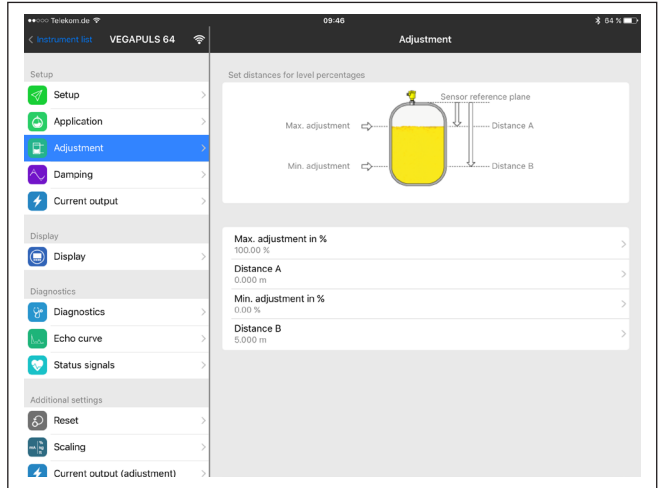 Telekom.de 09:46 64 %
Instrument list VEGAPULS 64 Adjustment
Setup
Setup
Application
Adjustment
Damping
Current output
Display
Display
Diagnostics
Diagnostics
Echo curve
Status signals
Additional settings
Reset
Scaling
Current output (adjustment)
Set distances for level percentages
Sensor reference plane
Max. adjustment
Distance A
Min. adjustment
Distance B
Max. adjustment in %
100.00 %
Distance A
0.000 m
Min. adjustment in %
0.00 %
Distance B
5.000 m